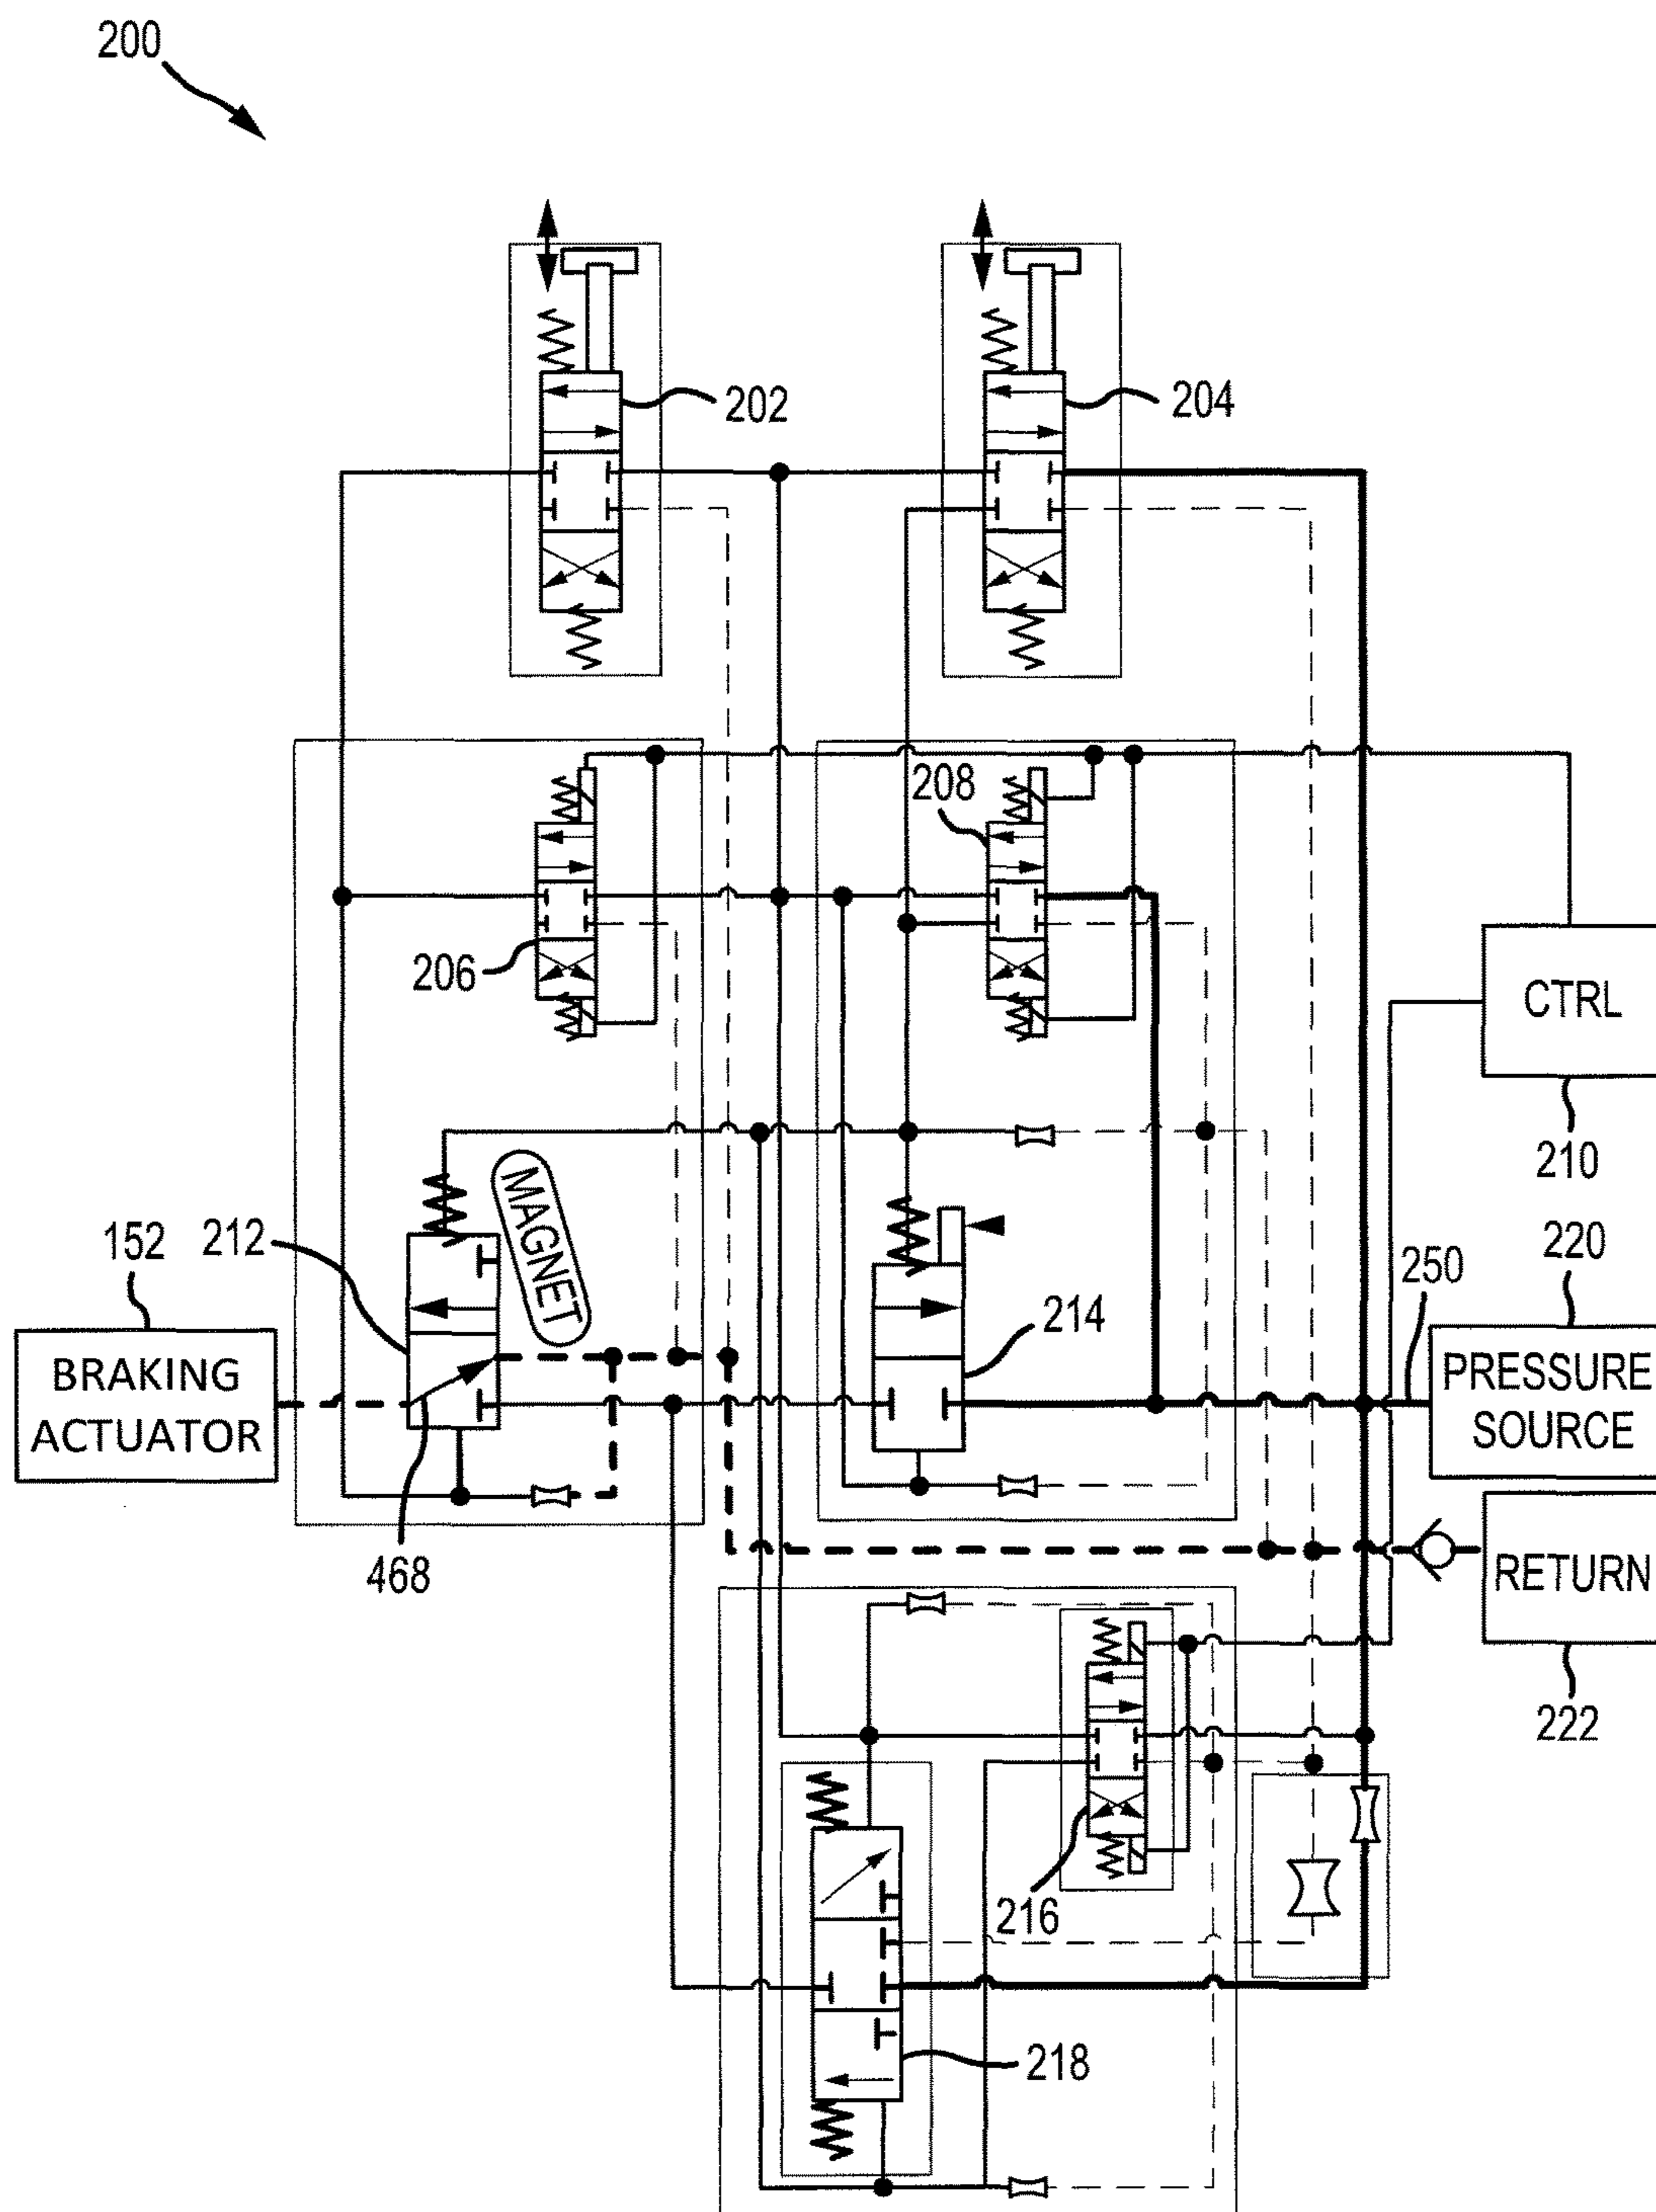 200
202
204
208
206
CTRL
210
MAGNET
152
212
220
250
214
BRAKING
ACTUATOR
PRESSURE
SOURCE
468
RETURN
222
216
218